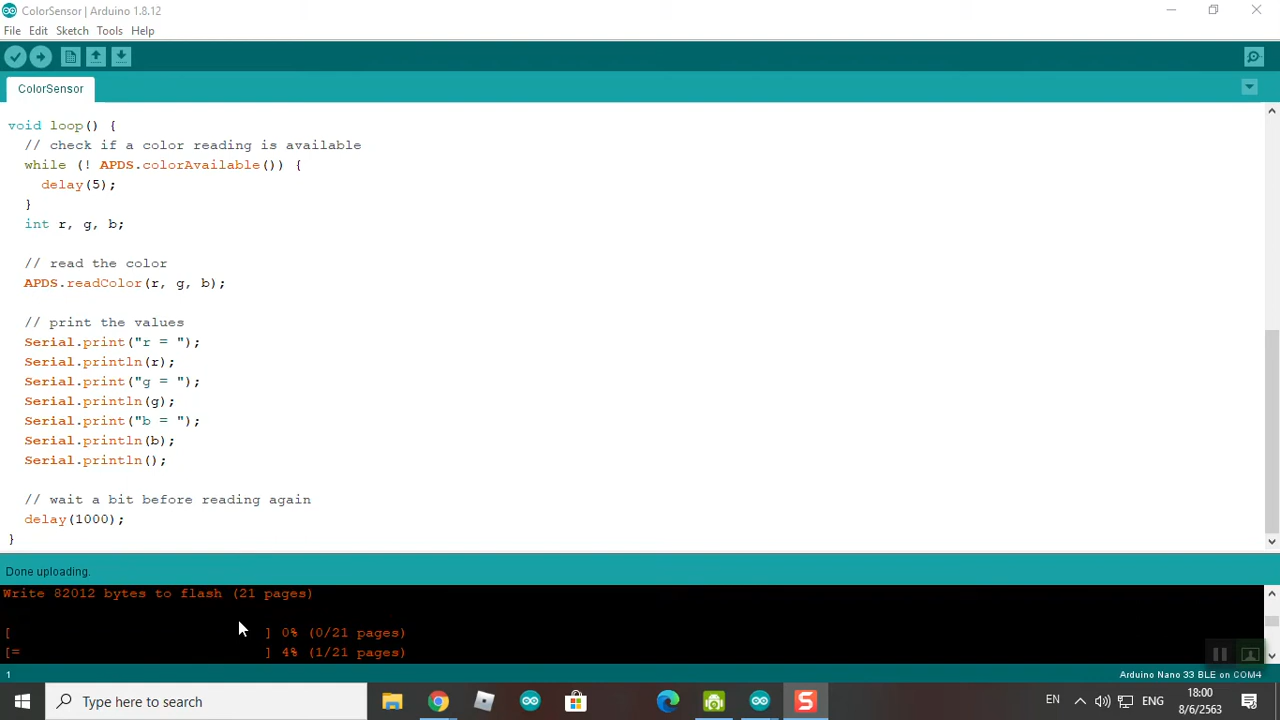 ColorSensor | Arduino 1.8.12
File Edit Sketch Tools Help
ColorSensor
void loop() {
// check if a color reading is available
while (! APDS.colorAvailable()) {
delay(5);
}
int r, g, b;
// read the color
APDS.readColor(r, g, b);
// print the values
Serial.print("r = ");
Serial.println(r);
Serial.print("g = ");
Serial.println(g);
Serial.print("b = ");
Serial.println(b);
Serial.println();
// wait a bit before reading again
delay(1000);
}
Done uploading.
Write 82012 bytes to flash (21 pages)
[ ] 0% (0/21 pages)
[= ] 4% (1/21 pages)
1 Arduino Nano 33 BLE on COM4
Type here to search
EN ENG
18:00
8/6/2563